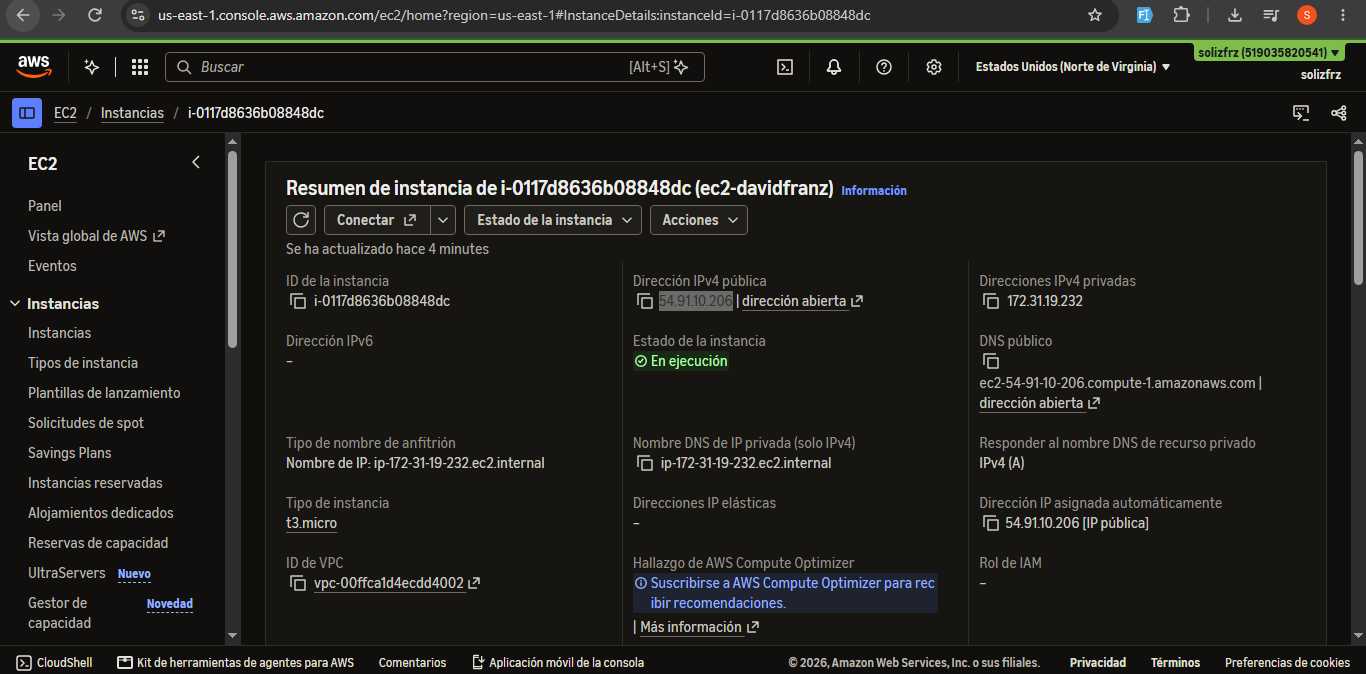 us-east-1.console.aws.amazon.com/ec2/home?region=us-east-1#InstanceDetails:instanceId=i-0117d8636b08848dc
S
aws
Buscar
[Alt+S]
Estados Unidos (Norte de Virginia)
solizfrz (519035820541)
solizfrz
EC2 / Instancias / i-0117d8636b08848dc
EC2
Panel
Vista global de AWS
Eventos
Instancias
Instancias
Tipos de instancia
Plantillas de lanzamiento
Solicitudes de spot
Savings Plans
Instancias reservadas
Alojamientos dedicados
Reservas de capacidad
UltraServers Nuevo
Gestor de capacidad Novedad
Resumen de instancia de i-0117d8636b08848dc (ec2-davidfranz) Información
Conectar
Estado de la instancia
Acciones
Se ha actualizado hace 4 minutes
ID de la instancia
i-0117d8636b08848dc
Dirección IPv4 pública
54.91.10.206 | dirección abierta
Direcciones IPv4 privadas
172.31.19.232
Dirección IPv6
–
Estado de la instancia
En ejecución
DNS público
ec2-54-91-10-206.compute-1.amazonaws.com |
dirección abierta
Tipo de nombre de anfitrión
Nombre de IP: ip-172-31-19-232.ec2.internal
Nombre DNS de IP privada (solo IPv4)
ip-172-31-19-232.ec2.internal
Responder al nombre DNS de recurso privado
IPv4 (A)
Tipo de instancia
t3.micro
Direcciones IP elásticas
–
Dirección IP asignada automáticamente
54.91.10.206 [IP pública]
ID de VPC
vpc-00ffca1d4ecdd4002
Hallazgo de AWS Compute Optimizer
Suscribirse a AWS Compute Optimizer para rec
ibir recomendaciones.
| Más información
Rol de IAM
–
CloudShell
Kit de herramientas de agentes para AWS
Comentarios
Aplicación móvil de la consola
© 2026, Amazon Web Services, Inc. o sus filiales.
Privacidad
Términos
Preferencias de cookies